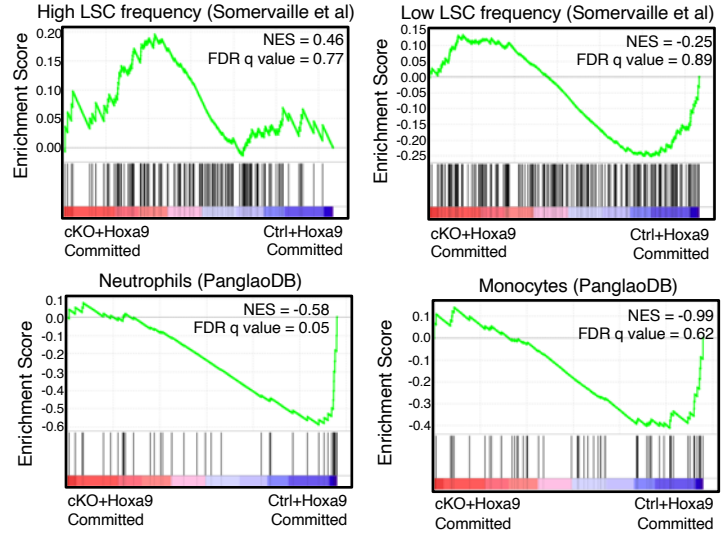 High LSC frequency (Somervaille et al)
Enrichment Score
0.20
0.15
0.10
0.05
0.00
NES = 0.46
FDR q value = 0.77
cKO+Hoxa9
Committed
Ctrl+Hoxa9
Committed
Low LSC frequency (Somervaille et al)
Enrichment Score
0.15
0.10
0.05
0.00
-0.05
-0.10
-0.15
-0.20
-0.25
NES = -0.25
FDR q value = 0.89
cKO+Hoxa9
Committed
Ctrl+Hoxa9
Committed
Neutrophils (PanglaoDB)
Enrichment Score
0.1
0.0
-0.1
-0.2
-0.3
-0.4
-0.5
-0.6
NES = -0.58
FDR q value = 0.05
cKO+Hoxa9
Committed
Ctrl+Hoxa9
Committed
Monocytes (PanglaoDB)
Enrichment Score
0.1
0.0
-0.1
-0.2
-0.3
-0.4
NES = -0.99
FDR q value = 0.62
cKO+Hoxa9
Committed
Ctrl+Hoxa9
Committed